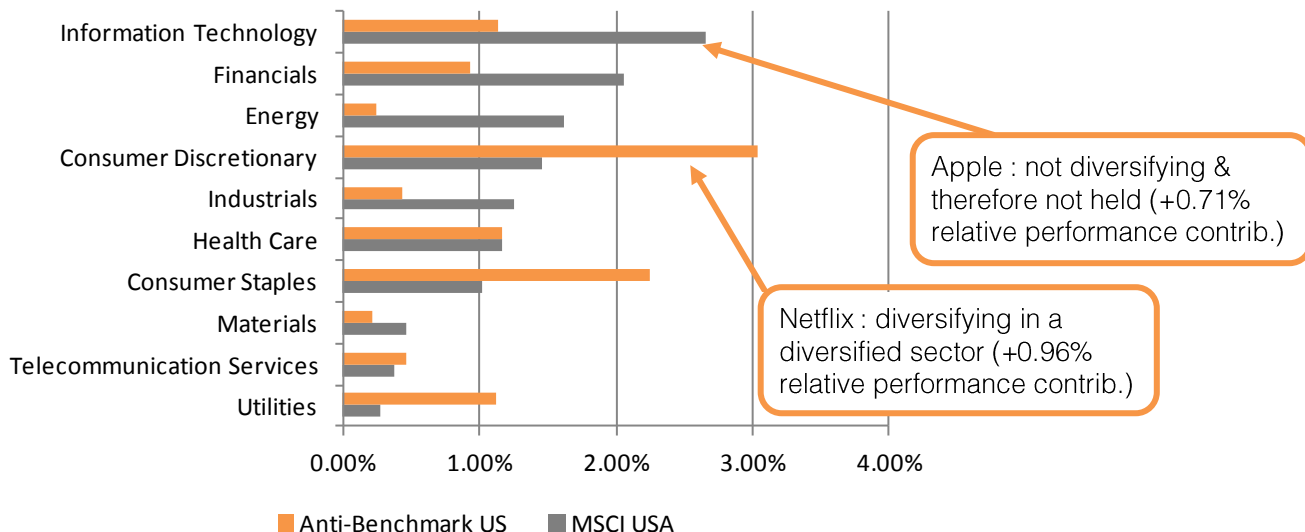 Information Technology
Financials
Energy
Consumer Discretionary
Industrials
Health Care
Consumer Staples
Materials
Telecommunication Services
Utilities
0.00% 1.00% 2.00% 3.00% 4.00%
Anti-Benchmark US MSCI USA
Apple : not diversifying &
therefore not held (+0.71%
relative performance contrib.)
Netflix : diversifying in a
diversified sector (+0.96%
relative performance contrib.)